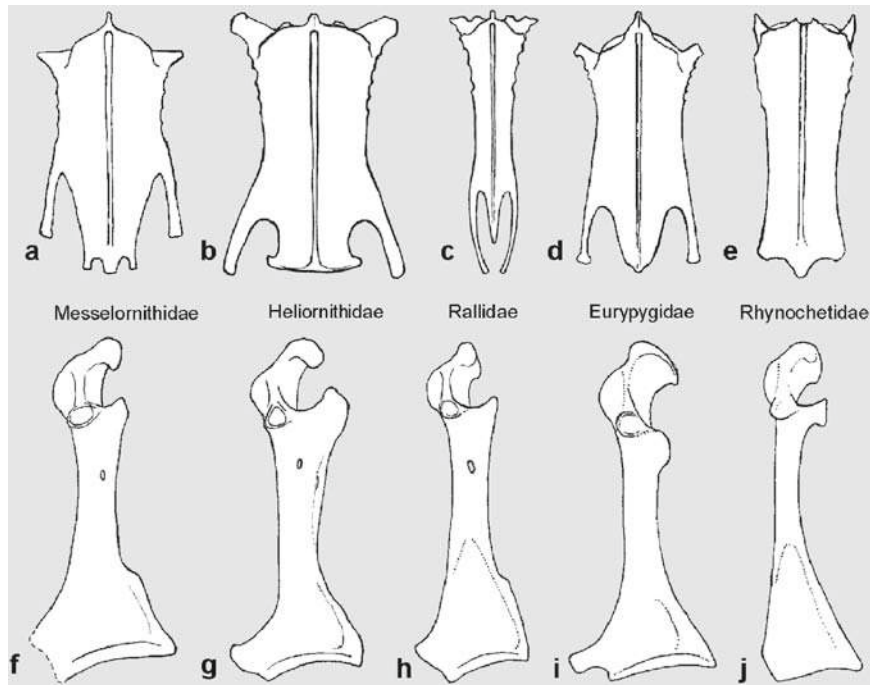 a b c d e
Messelornithidae Heliornithidae Rallidae Eurypygidae Rhynochetidae
f g h i j